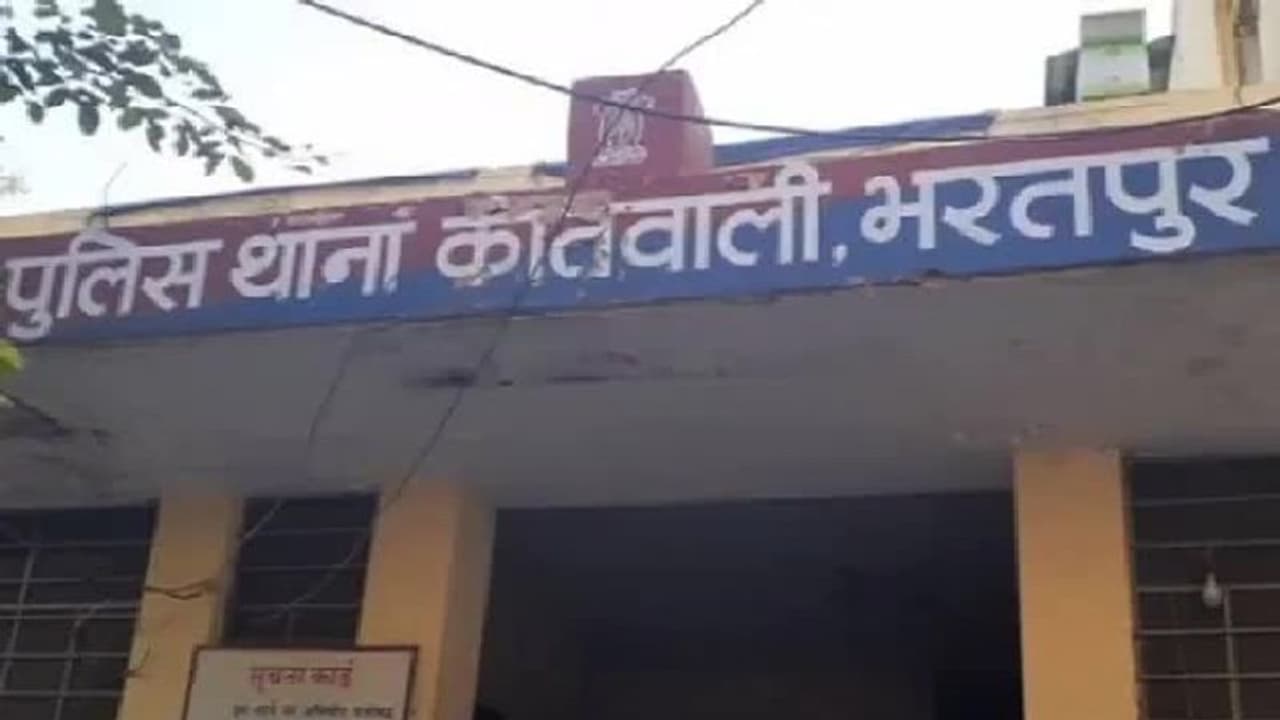 पुलिस थानां कोतवाली, भरतपुर
सूचना कार्ड